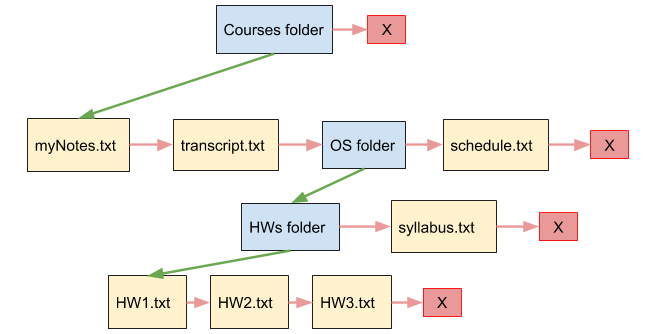 Courses folder
X
myNotes.txt
transcript.txt
OS folder
schedule.txt
X
HWs folder
syllabus.txt
X
HW1.txt
HW2.txt
HW3.txt
X